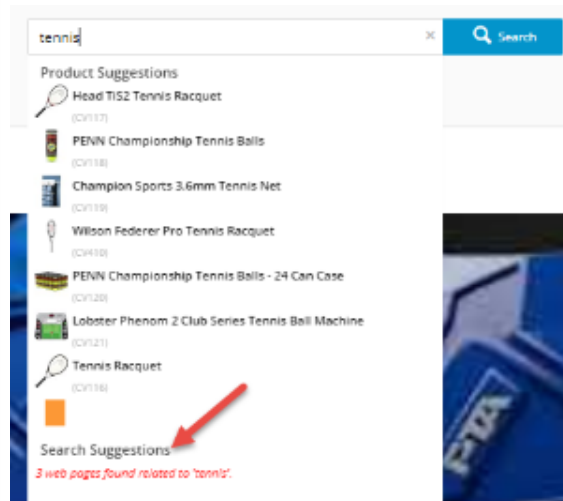 tennis
Search
Product Suggestions
Head TiS2 Tennis Racquet
(CV117)
PENN Championship Tennis Balls
(CV118)
Champion Sports 3.6mm Tennis Net
(CV119)
Wilson Federer Pro Tennis Racquet
(CV410)
PENN Championship Tennis Balls - 24 Can Case
(CV120)
Lobster Phenom 2 Club Series Tennis Ball Machine
(CV121)
Tennis Racquet
(CV116)
Search Suggestions
3 web pages found related to 'tennis'.
PTA